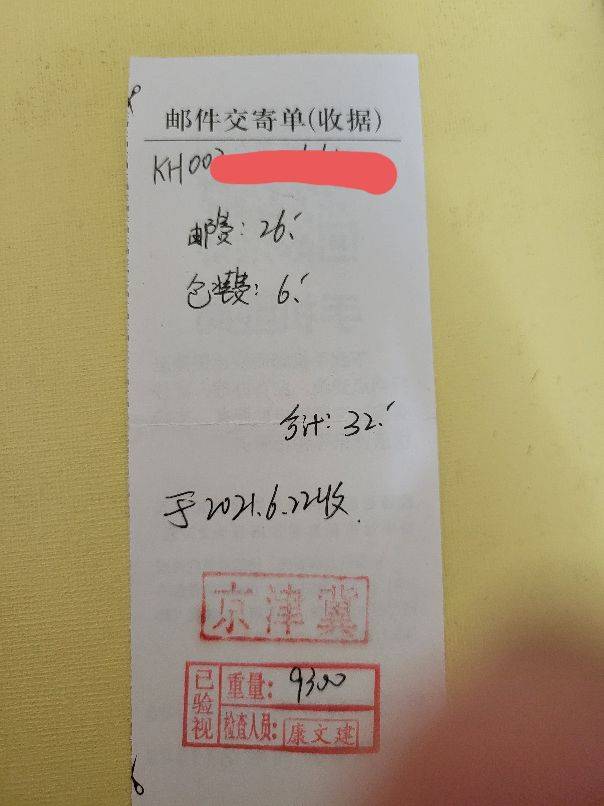 邮件交寄单(收据)
KH00
邮费: 26.
包装费: 6.
合计: 32.
于2021.6.22收.
京津冀
已验视
重量: 9300
检查人员: 康文建